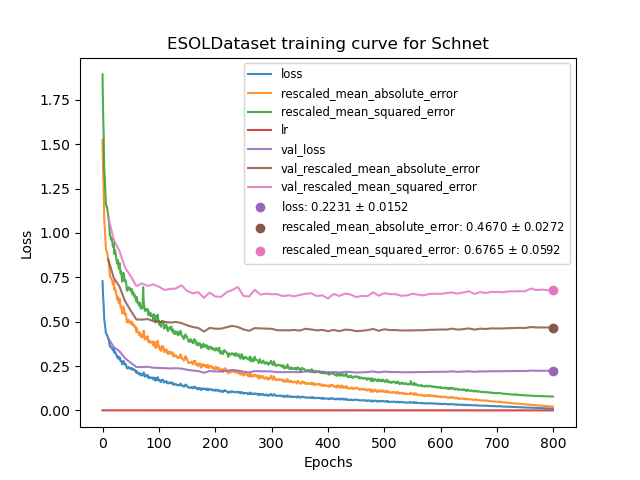 ESOLDataset training curve for Schnet
loss
rescaled_mean_absolute_error
rescaled_mean_squared_error
lr
val_loss
val_rescaled_mean_absolute_error
val_rescaled_mean_squared_error
loss: 0.2231 ± 0.0152
rescaled_mean_absolute_error: 0.4670 ± 0.0272
rescaled_mean_squared_error: 0.6765 ± 0.0592
Loss
1.75
1.50
1.25
1.00
0.75
0.50
0.25
0.00
0 100 200 300 400 500 600 700 800
Epochs